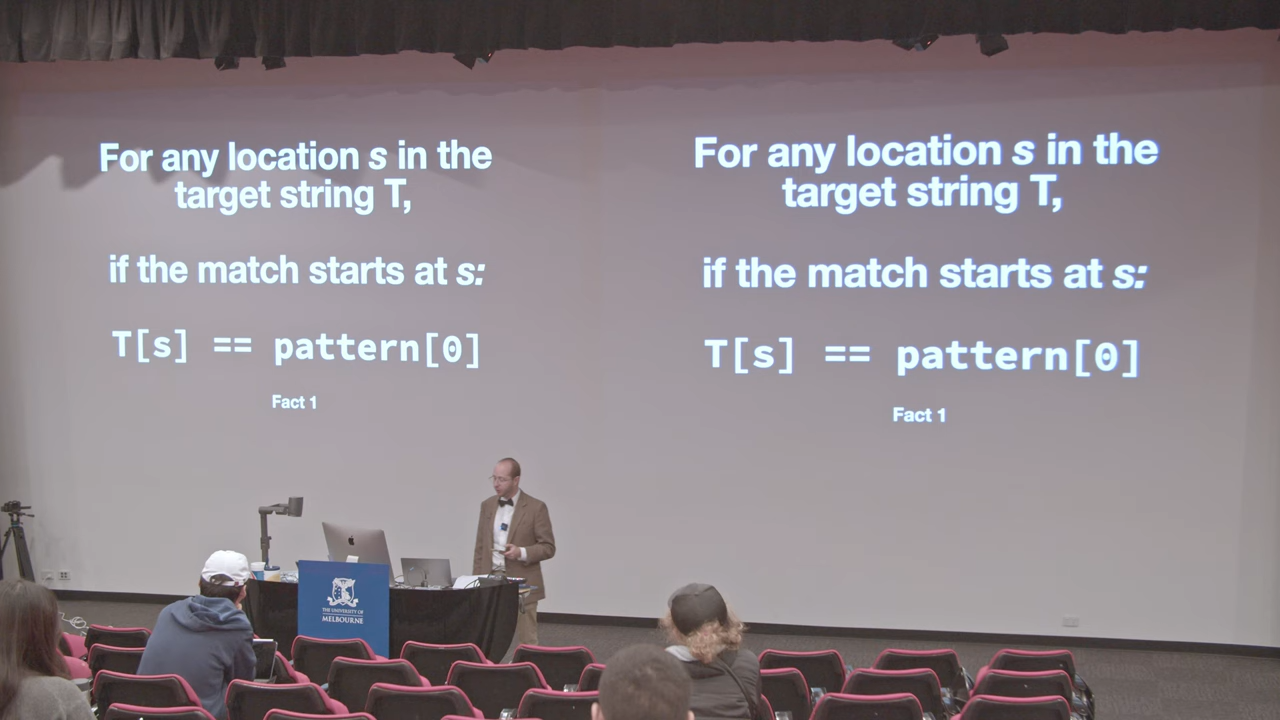 For any location s in the
target string T,
if the match starts at s:
T[s] == pattern[0]
Fact 1
For any location s in the
target string T,
if the match starts at s:
T[s] == pattern[0]
Fact 1
THE UNIVERSITY OF
MELBOURNE